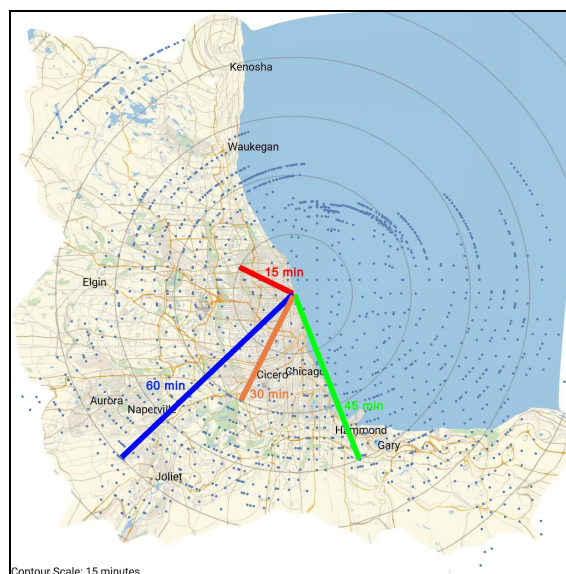 Kenosha
Waukegan
15 min
Elgin
Cicero
Chicago
60 min
30 min
Aurora
Naperville
45 min
Hammond
Gary
Joliet
Contour Scale: 15 minutes